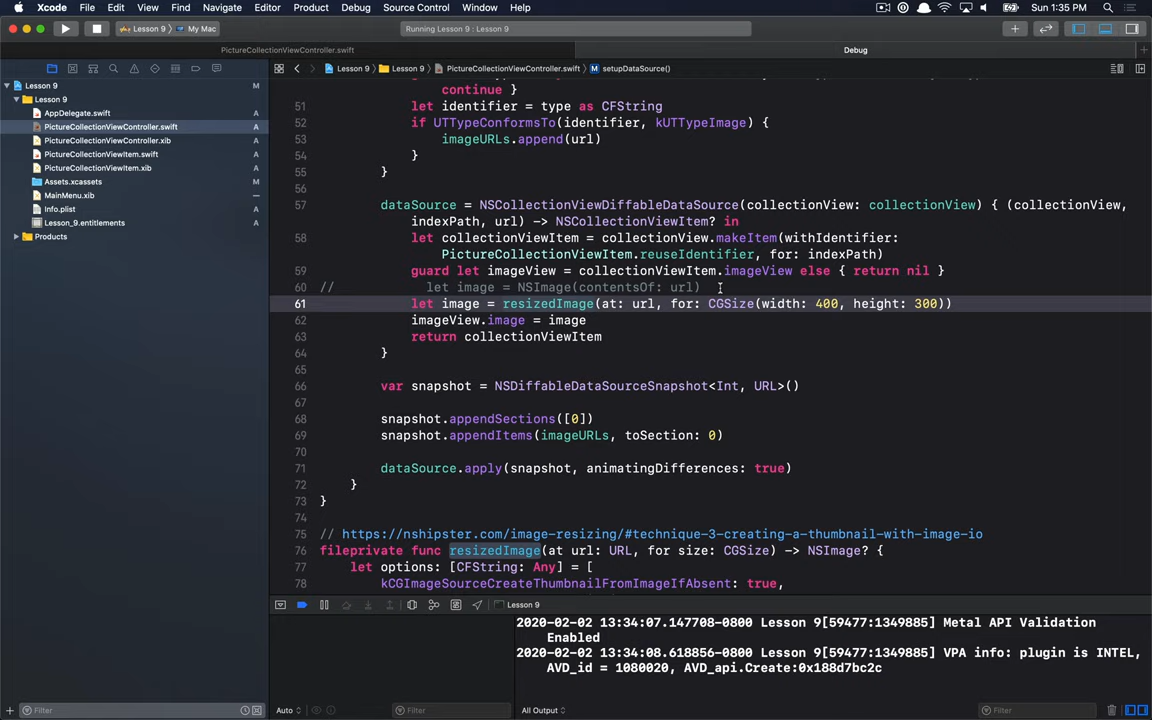 Xcode File Edit View Find Navigate Editor Product Debug Source Control Window Help Sun 1:35 PM
Lesson 9 › My Mac Running Lesson 9 : Lesson 9
PictureCollectionViewController.swift Debug
Lesson 9 › Lesson 9 › PictureCollectionViewController.swift › M setupDataSource()
Lesson 9 M
Lesson 9
AppDelegate.swift A
PictureCollectionViewController.swift A
PictureCollectionViewController.xib A
PictureCollectionViewItem.swift A
PictureCollectionViewItem.xib A
Assets.xcassets M
MainMenu.xib —
Info.plist A
Lesson_9.entitlements A
Products
continue }
51 let identifier = type as CFString
52 if UTTypeConformsTo(identifier, kUTTypeImage) {
53 imageURLs.append(url)
54 }
55 }
56
57 dataSource = NSCollectionViewDiffableDataSource(collectionView: collectionView) { (collectionView,
indexPath, url) -> NSCollectionViewItem? in
58 let collectionViewItem = collectionView.makeItem(withIdentifier:
PictureCollectionViewItem.reuseIdentifier, for: indexPath)
59 guard let imageView = collectionViewItem.imageView else { return nil }
60 // let image = NSImage(contentsOf: url)
61 let image = resizedImage(at: url, for: CGSize(width: 400, height: 300))
62 imageView.image = image
63 return collectionViewItem
64 }
65
66 var snapshot = NSDiffableDataSourceSnapshot<Int, URL>()
67
68 snapshot.appendSections([0])
69 snapshot.appendItems(imageURLs, toSection: 0)
70
71 dataSource.apply(snapshot, animatingDifferences: true)
72 }
73 }
74
75 // https://nshipster.com/image-resizing/#technique-3-creating-a-thumbnail-with-image-io
76 fileprivate func resizedImage(at url: URL, for size: CGSize) -> NSImage? {
77 let options: [CFString: Any] = [
78 kCGImageSourceCreateThumbnailFromImageIfAbsent: true,
Lesson 9
2020-02-02 13:34:07.147708-0800 Lesson 9[59477:1349885] Metal API Validation
Enabled
2020-02-02 13:34:08.618856-0800 Lesson 9[59477:1349885] VPA info: plugin is INTEL,
AVD_id = 1080020, AVD_api.Create:0x188d7bc2c
Filter Auto Filter All Output Filter